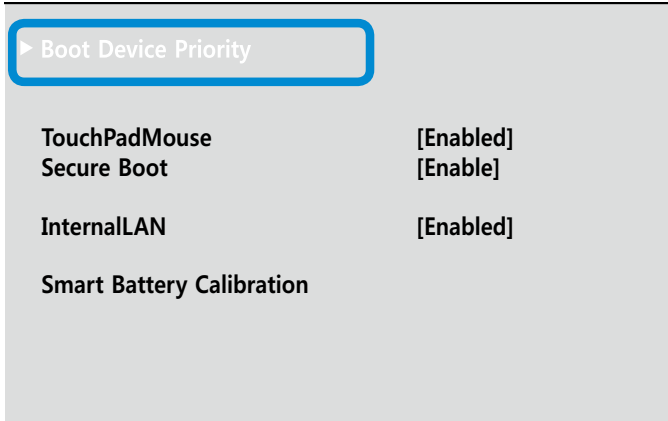 ▶ Boot Device Priority
TouchPadMouse [Enabled]
Secure Boot [Enable]
InternalLAN [Enabled]
Smart Battery Calibration